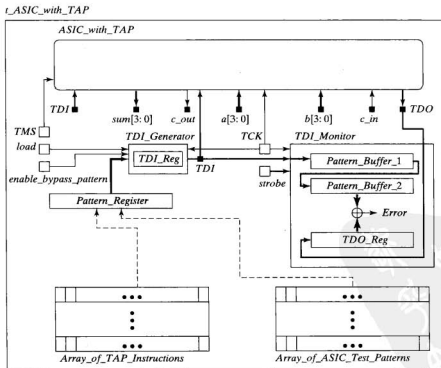 t_ASIC_with_TAP
ASIC_with_TAP
TDI
sum[3: 0]
c_out
a[3:0]
b[3: 0]
c_in
TDO
TMS
load
enable_bypass_pattern
TDI_Generator
TDI_Reg
TCK
TDI
strobe
TDI_Monitor
Pattern_Buffer_1
Pattern_Buffer_2
Error
TDO_Reg
Pattern_Register
Array_of_TAP_Instructions
Array_of_ASIC_Test_Patterns